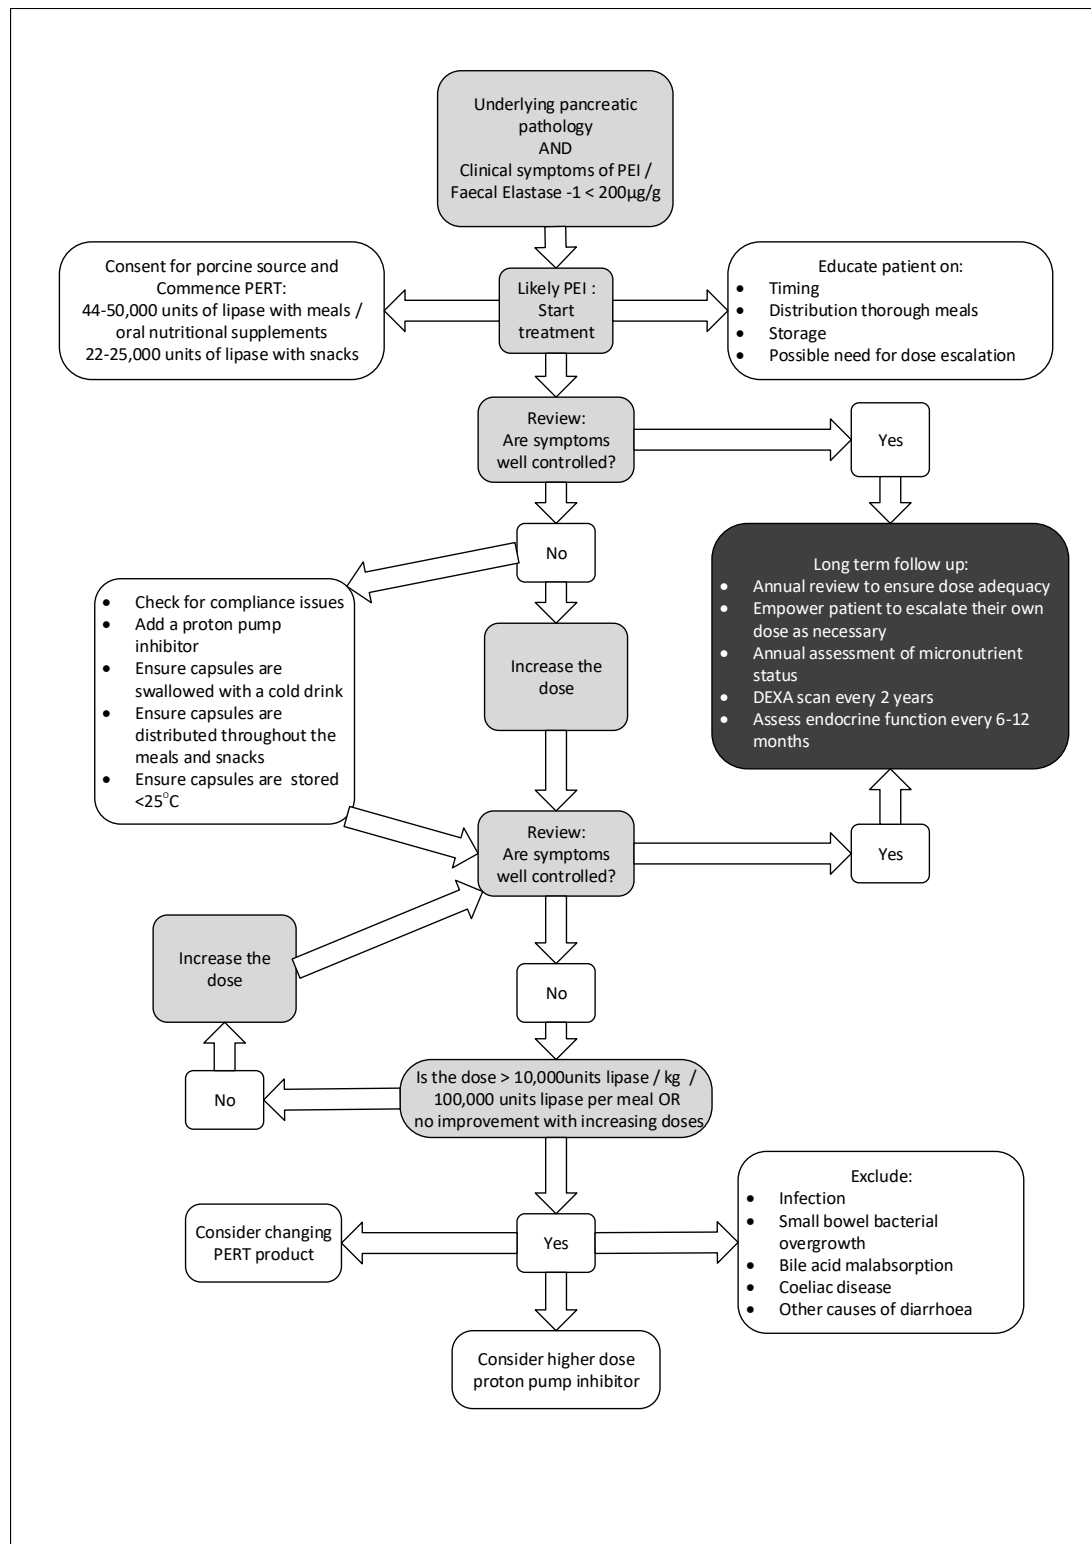 Underlying pancreatic
pathology
AND
Clinical symptoms of PEI /
Faecal Elastase -1 < 200µg/g
Consent for porcine source and
Commence PERT:
44-50,000 units of lipase with meals /
oral nutritional supplements
22-25,000 units of lipase with snacks
Likely PEI :
Start
treatment
Educate patient on:
• Timing
• Distribution thorough meals
• Storage
• Possible need for dose escalation
Review:
Are symptoms
well controlled?
Yes
No
Long term follow up:
• Annual review to ensure dose adequacy
• Empower patient to escalate their own
dose as necessary
• Annual assessment of micronutrient
status
• DEXA scan every 2 years
• Assess endocrine function every 6-12
months
• Check for compliance issues
• Add a proton pump
inhibitor
• Ensure capsules are
swallowed with a cold drink
• Ensure capsules are
distributed throughout the
meals and snacks
• Ensure capsules are stored
<25°C
Increase the
dose
Review:
Are symptoms
well controlled?
Yes
Increase the
dose
No
No
Is the dose > 10,000units lipase / kg /
100,000 units lipase per meal OR
no improvement with increasing doses
Consider changing
PERT product
Yes
Exclude:
• Infection
• Small bowel bacterial
overgrowth
• Bile acid malabsorption
• Coeliac disease
• Other causes of diarrhoea
Consider higher dose
proton pump inhibitor